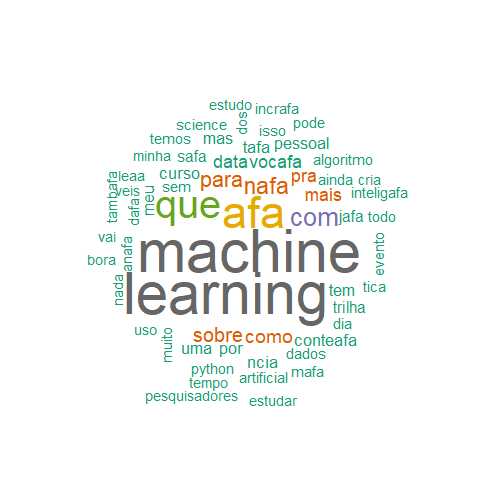 estudo
incrafa
science
dos
isso
pode
temos
mas
tafa
pessoal
minha
safa
data
vocafa
algoritmo
leaa
curso
para
nafa
pra
ainda
cria
tambafa
veis
sem
mais
inteligafa
dafa
meu
que
afa
com
jafa
todo
vai
anafa
machine
evento
bora
nada
learning
tem
tica
trilha
uso
sobre
como
dia
conteafa
muito
uma
por
dados
python
ncia
mafa
tempo
artificial
pesquisadores
estudar